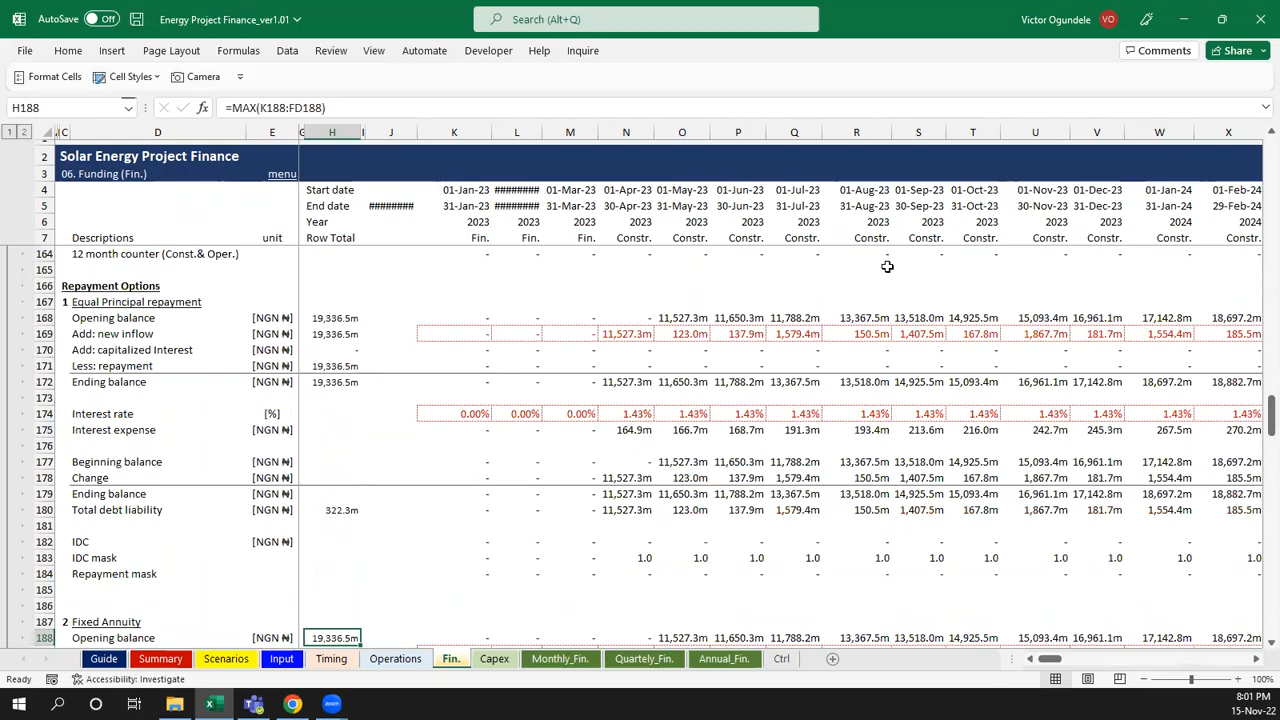 AutoSave Off Energy Project Finance_ver1.01 Search (Alt+Q) Victor Ogundele VO
File Home Insert Page Layout Formulas Data Review View Automate Developer Help Inquire Comments Share
Format Cells Cell Styles Camera
H188 fx =MAX(K188:FD188)
1 2 C D E G H I J K L M N O P Q R S T U V W X
2 Solar Energy Project Finance
3 06. Funding (Fin.) menu
4 Start date 01-Jan-23 ######## 01-Mar-23 01-Apr-23 01-May-23 01-Jun-23 01-Jul-23 01-Aug-23 01-Sep-23 01-Oct-23 01-Nov-23 01-Dec-23 01-Jan-24 01-Feb-24
5 End date ######## 31-Jan-23 ######## 31-Mar-23 30-Apr-23 31-May-23 30-Jun-23 31-Jul-23 31-Aug-23 30-Sep-23 31-Oct-23 30-Nov-23 31-Dec-23 31-Jan-24 29-Feb-24
6 Year 2023 2023 2023 2023 2023 2023 2023 2023 2023 2023 2023 2023 2024 2024
7 Descriptions unit Row Total Fin. Fin. Fin. Constr. Constr. Constr. Constr. Constr. Constr. Constr. Constr. Constr. Constr. Constr.
164 12 month counter (Const.& Oper.) - - - - - - - - - - - - - -
165
166 Repayment Options
167 1 Equal Principal repayment
168 Opening balance [NGN ₦] 19,336.5m - - - - 11,527.3m 11,650.3m 11,788.2m 13,367.5m 13,518.0m 14,925.5m 15,093.4m 16,961.1m 17,142.8m 18,697.2m
169 Add: new inflow [NGN ₦] 19,336.5m - - - 11,527.3m 123.0m 137.9m 1,579.4m 150.5m 1,407.5m 167.8m 1,867.7m 181.7m 1,554.4m 185.5m
170 Add: capitalized Interest [NGN ₦] - - - - - - - - - - - - - - -
171 Less: repayment [NGN ₦] 19,336.5m - - - - - - - - - - - - - -
172 Ending balance [NGN ₦] 19,336.5m - - - 11,527.3m 11,650.3m 11,788.2m 13,367.5m 13,518.0m 14,925.5m 15,093.4m 16,961.1m 17,142.8m 18,697.2m 18,882.7m
173
174 Interest rate [%] 0.00% 0.00% 0.00% 1.43% 1.43% 1.43% 1.43% 1.43% 1.43% 1.43% 1.43% 1.43% 1.43% 1.43%
175 Interest expense [NGN ₦] - - - 164.9m 166.7m 168.7m 191.3m 193.4m 213.6m 216.0m 242.7m 245.3m 267.5m 270.2m
176
177 Beginning balance [NGN ₦] - - - - 11,527.3m 11,650.3m 11,788.2m 13,367.5m 13,518.0m 14,925.5m 15,093.4m 16,961.1m 17,142.8m 18,697.2m
178 Change [NGN ₦] - - - 11,527.3m 123.0m 137.9m 1,579.4m 150.5m 1,407.5m 167.8m 1,867.7m 181.7m 1,554.4m 185.5m
179 Ending balance [NGN ₦] - - - 11,527.3m 11,650.3m 11,788.2m 13,367.5m 13,518.0m 14,925.5m 15,093.4m 16,961.1m 17,142.8m 18,697.2m 18,882.7m
180 Total debt liability [NGN ₦] 322.3m - - - 11,527.3m 123.0m 137.9m 1,579.4m 150.5m 1,407.5m 167.8m 1,867.7m 181.7m 1,554.4m 185.5m
181
182 IDC [NGN ₦] - - - - - - - - - - - - - -
183 IDC mask - - - 1.0 1.0 1.0 1.0 1.0 1.0 1.0 1.0 1.0 1.0 1.0
184 Repayment mask - - - - - - - - - - - - - -
185
186
187 2 Fixed Annuity
188 Opening balance [NGN ₦] 19,336.5m - - - - 11,527.3m 11,650.3m 11,788.2m 13,367.5m 13,518.0m 14,925.5m 15,093.4m 16,961.1m 17,142.8m 18,697.2m
Guide Summary Scenarios Input Timing Operations Fin. Capex Monthly_Fin. Quartely_Fin. Annual_Fin. Ctrl
Ready Accessibility: Investigate 100%
8:01 PM
15-Nov-22